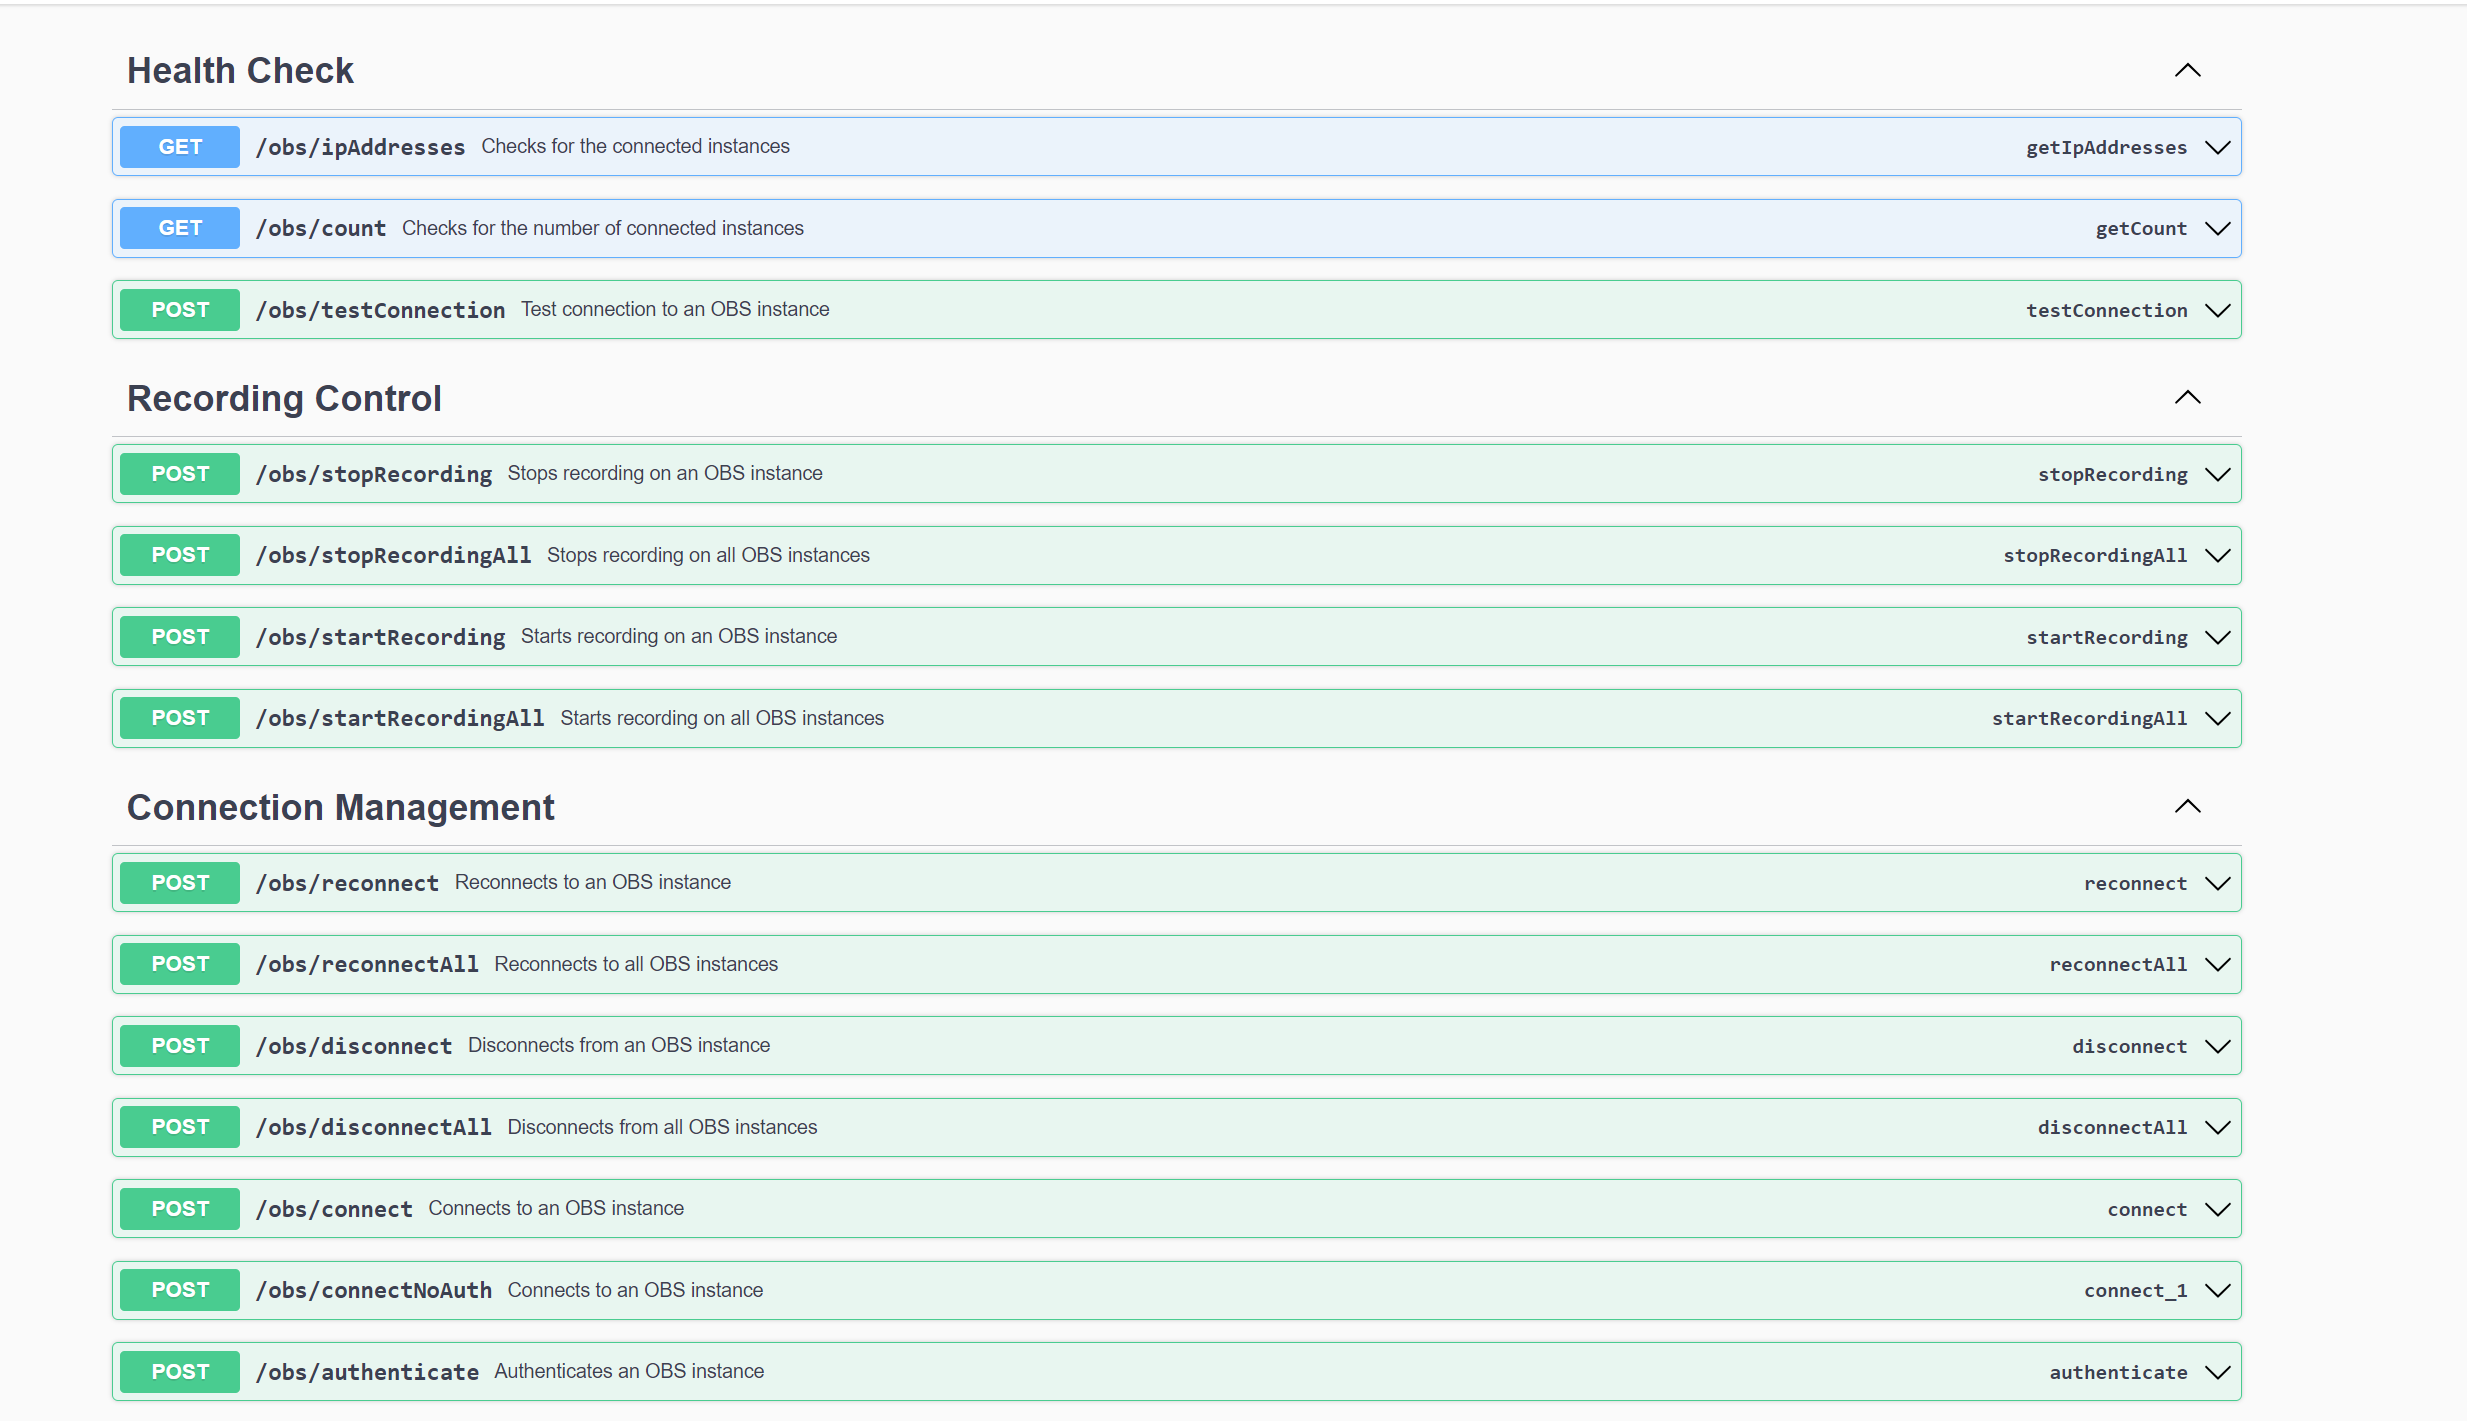 Health Check
GET /obs/ipAddresses Checks for the connected instances getIpAddresses
GET /obs/count Checks for the number of connected instances getCount
POST /obs/testConnection Test connection to an OBS instance testConnection
Recording Control
POST /obs/stopRecording Stops recording on an OBS instance stopRecording
POST /obs/stopRecordingAll Stops recording on all OBS instances stopRecordingAll
POST /obs/startRecording Starts recording on an OBS instance startRecording
POST /obs/startRecordingAll Starts recording on all OBS instances startRecordingAll
Connection Management
POST /obs/reconnect Reconnects to an OBS instance reconnect
POST /obs/reconnectAll Reconnects to all OBS instances reconnectAll
POST /obs/disconnect Disconnects from an OBS instance disconnect
POST /obs/disconnectAll Disconnects from all OBS instances disconnectAll
POST /obs/connect Connects to an OBS instance connect
POST /obs/connectNoAuth Connects to an OBS instance connect_1
POST /obs/authenticate Authenticates an OBS instance authenticate